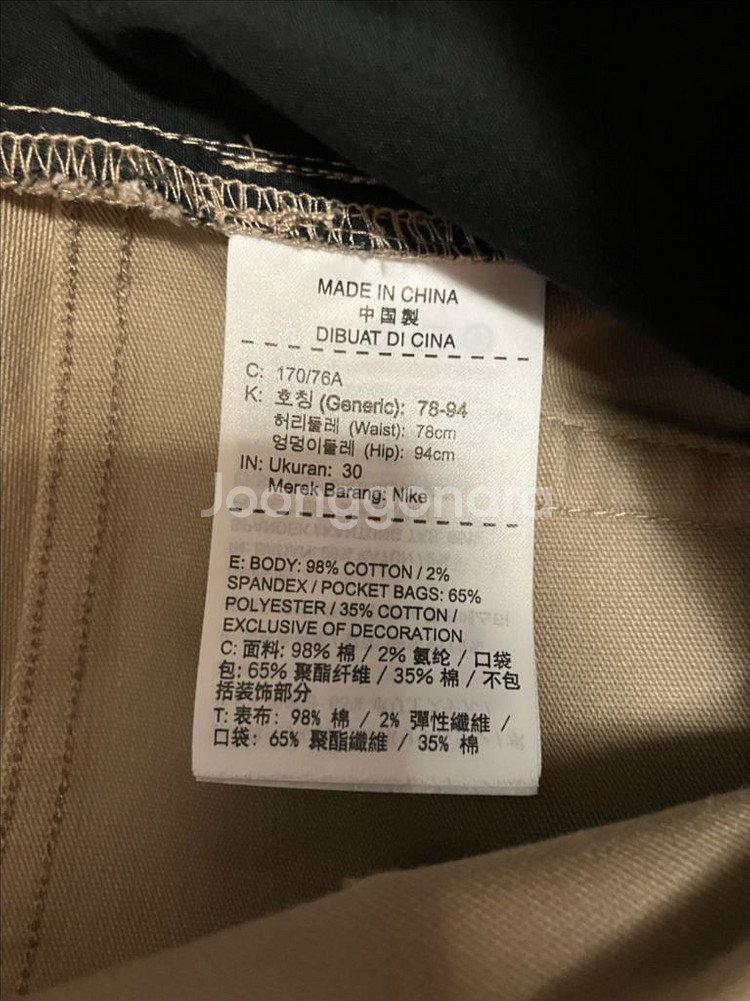 MADE IN CHINA
中国製
DIBUAT DI CINA
C: 170/76A
K: 호칭 (Generic): 78-94
허리둘레 (Waist): 78cm
엉덩이둘레 (Hip): 94cm
IN: Ukuran: 30
Merek Barang: Nike
Joonggonara
E: BODY: 98% COTTON / 2%
SPANDEX / POCKET BAGS: 65%
POLYESTER / 35% COTTON /
EXCLUSIVE OF DECORATION
C: 面料: 98% 棉 / 2% 氨纶 / 口袋
包: 65% 聚酯纤维 / 35% 棉 / 不包
括装饰部分
T: 表布: 98% 棉 / 2% 彈性纖維 /
口袋: 65% 聚酯纖維 / 35% 棉